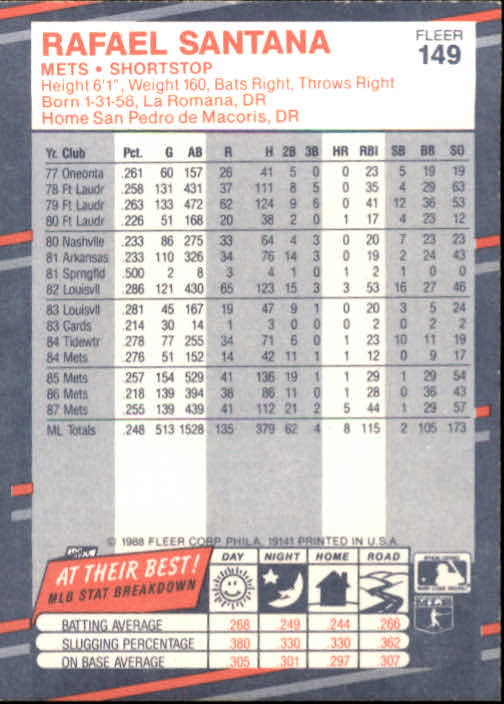 RAFAEL SANTANA
FLEER
149
METS • SHORTSTOP
Height 6'1", Weight 160, Bats Right, Throws Right
Born 1-31-58, La Romana, DR
Home San Pedro de Macoris, DR
Yr. Club Pct. G AB R H 2B 3B HR RBI SB BB SO
77 Oneonta .261 60 157 26 41 5 0 0 23 5 19 19
78 Ft Laudr .258 131 431 37 111 8 5 0 35 4 29 63
79 Ft Laudr .263 133 472 62 124 9 6 0 41 12 36 53
80 Ft Laudr .226 51 168 20 38 2 0 1 17 4 23 12
80 Nashvlle .233 86 275 33 64 4 3 0 20 7 23 23
81 Arkansas .233 110 326 34 76 14 3 0 19 2 24 43
81 Sprngfld .500 2 8 3 4 1 0 1 2 1 0 0
82 Louisvll .286 121 430 65 123 15 3 3 53 16 27 46
83 Louisvll .281 45 167 19 47 9 1 0 20 3 5 24
83 Cards .214 30 14 1 3 0 0 0 2 0 2 2
84 Tidewtr .278 77 255 34 71 6 0 1 23 10 11 19
84 Mets .276 51 152 14 42 11 1 1 12 0 9 17
85 Mets .257 154 529 41 136 19 1 1 29 1 29 54
86 Mets .218 139 394 38 86 11 0 1 28 0 36 43
87 Mets .255 139 439 41 112 21 2 5 44 1 29 57
ML Totals .248 513 1528 135 379 62 4 8 115 2 105 173
© 1988 FLEER CORP. PHILA. 19141 PRINTED IN U.S.A.
AT THEIR BEST!
MLB STAT BREAKDOWN
DAY NIGHT HOME ROAD
BATTING AVERAGE .268 .249 .244 .266
SLUGGING PERCENTAGE .380 .330 .330 .362
ON BASE AVERAGE .305 .301 .297 .307